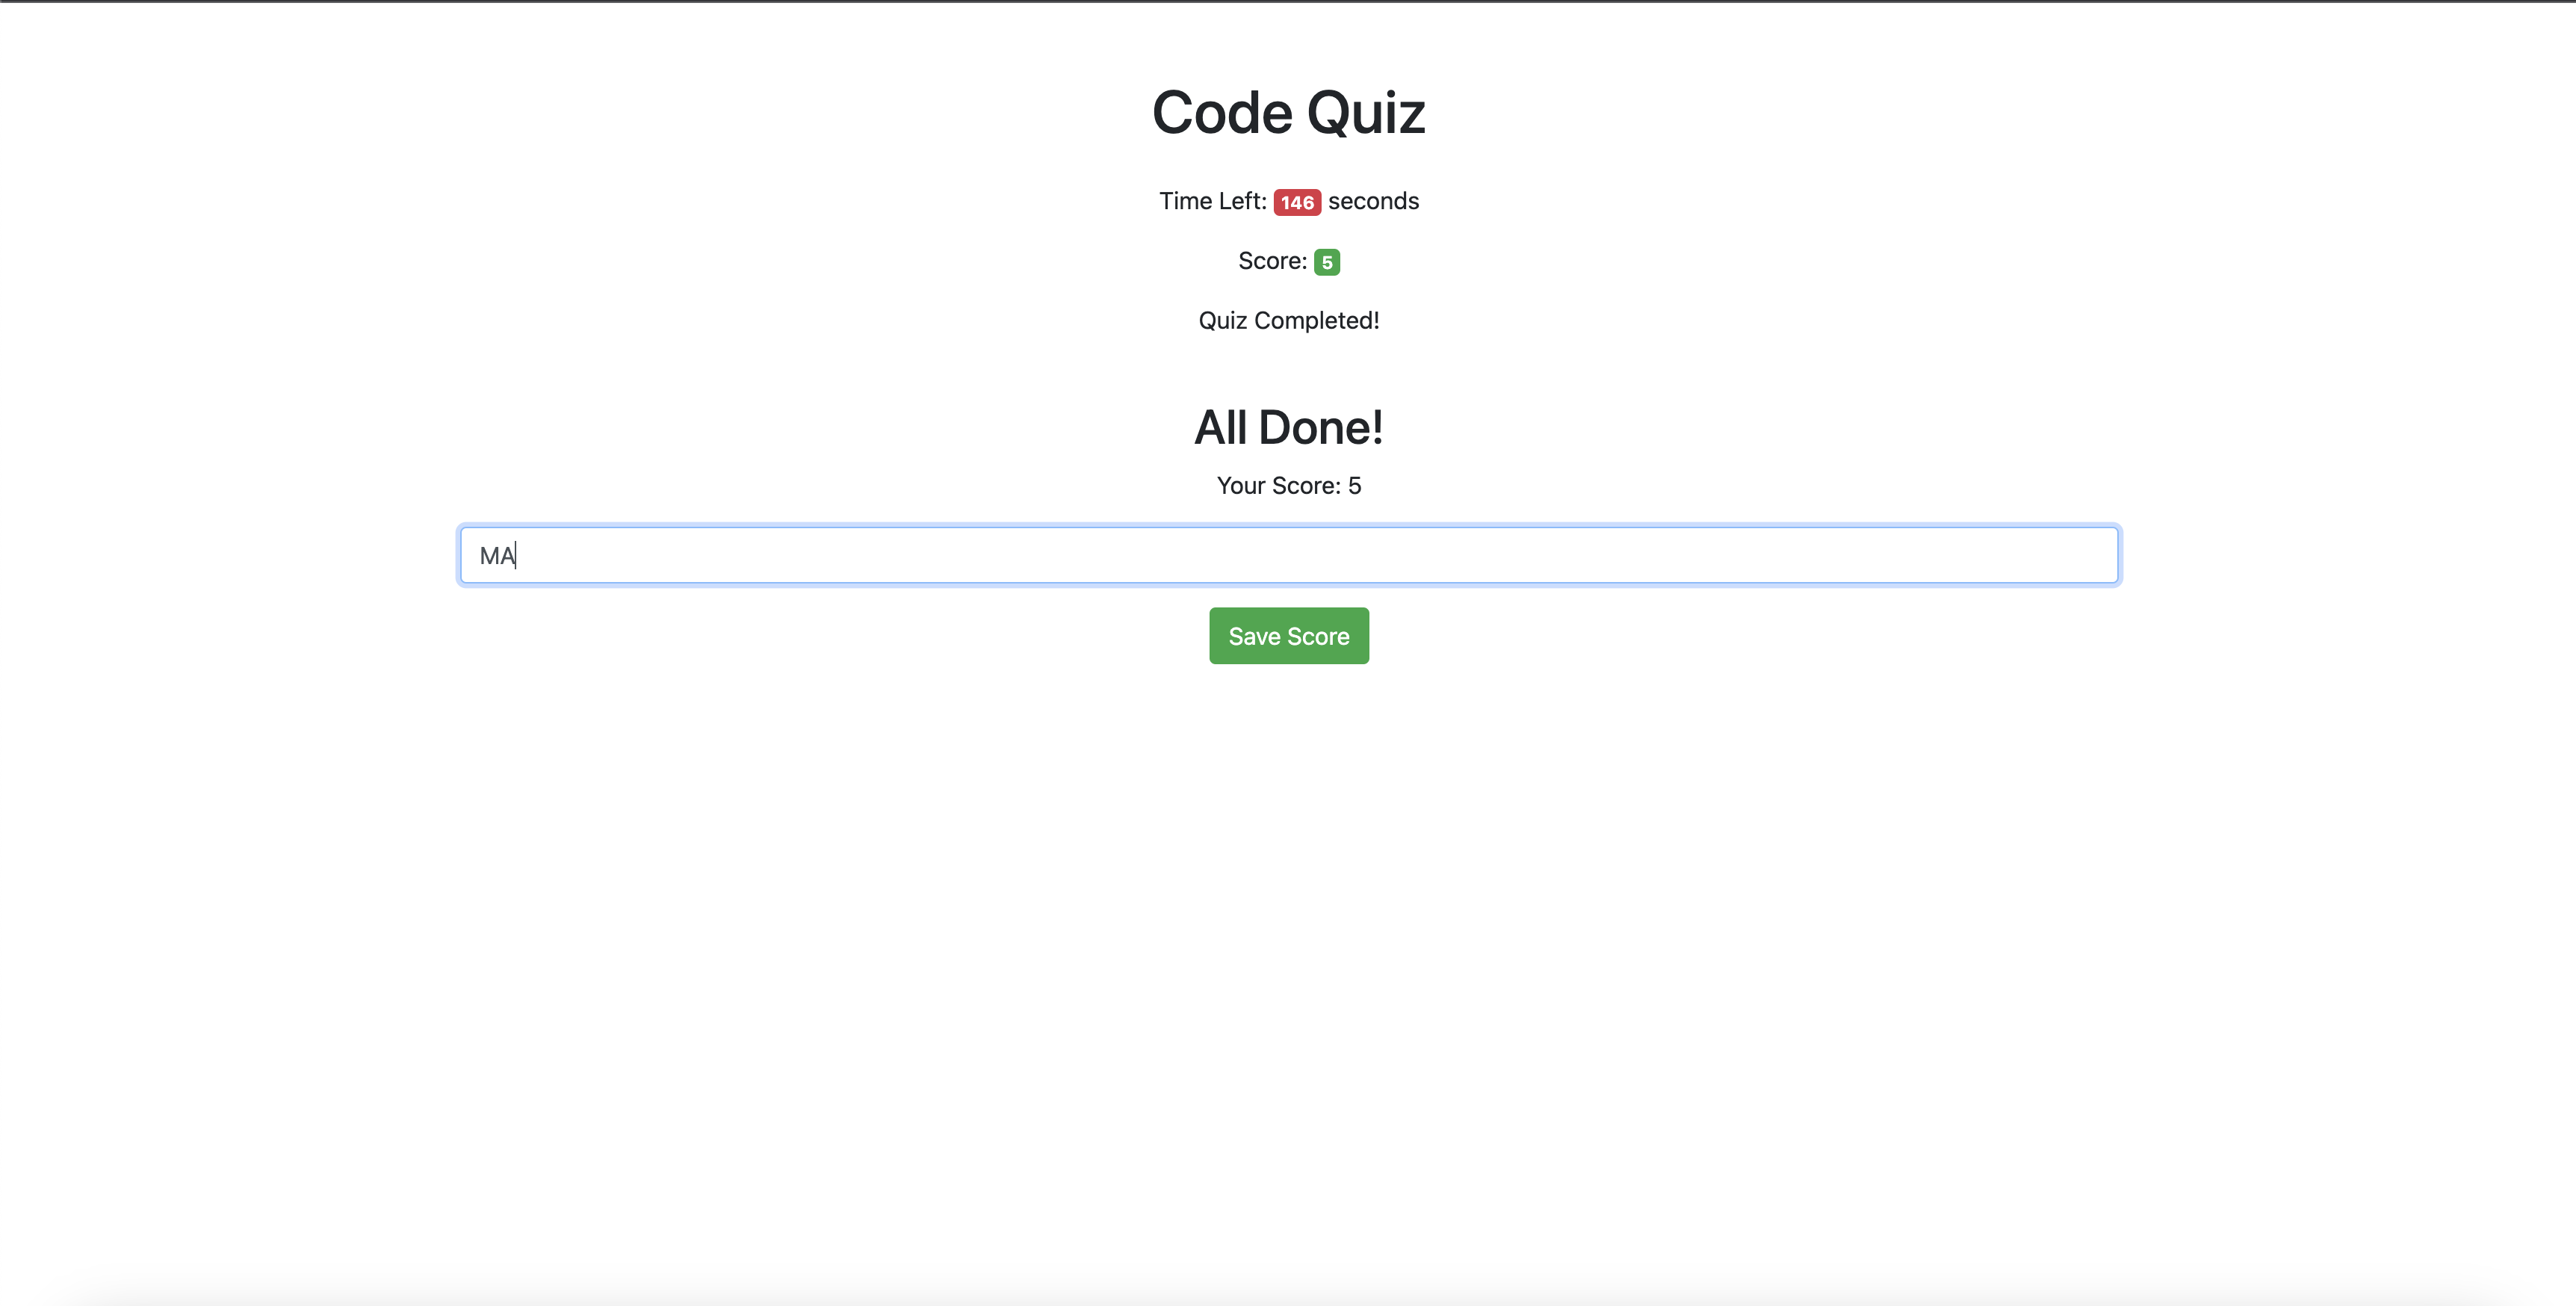 Code Quiz
Time Left: 146 seconds
Score: 5
Quiz Completed!
All Done!
Your Score: 5
MA
Save Score